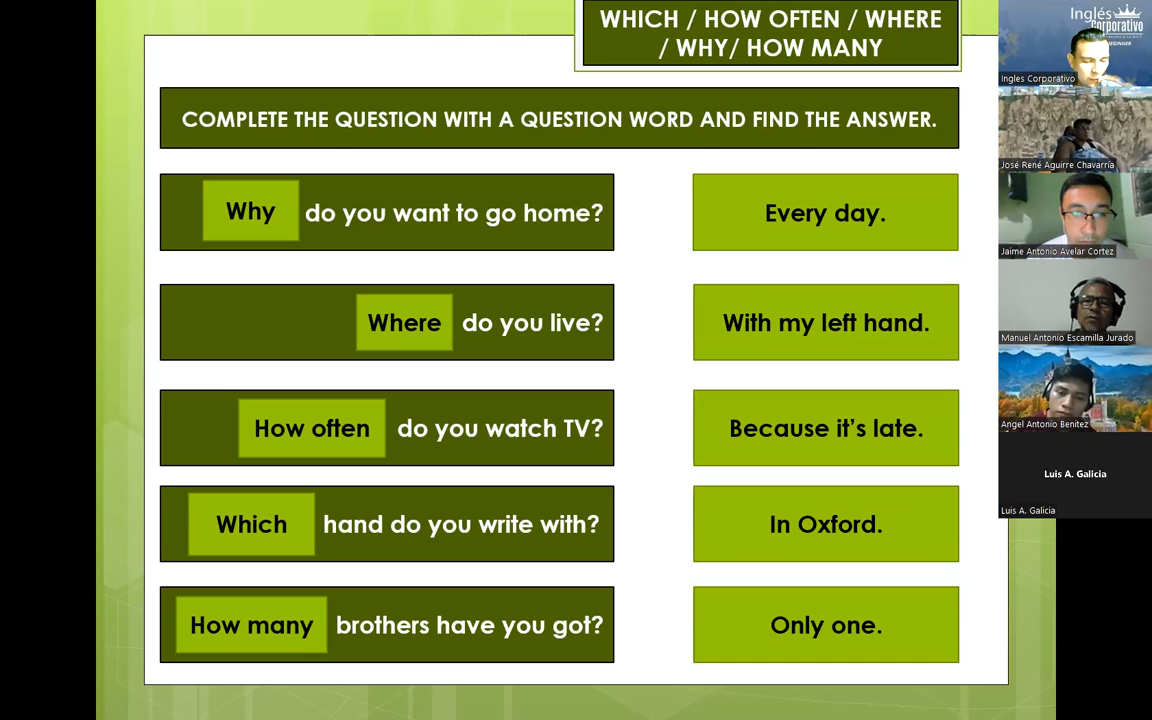 WHICH / HOW OFTEN / WHERE
/ WHY/ HOW MANY
COMPLETE THE QUESTION WITH A QUESTION WORD AND FIND THE ANSWER.
Why do you want to go home?
Every day.
Where do you live?
With my left hand.
How often do you watch TV?
Because it's late.
Which hand do you write with?
In Oxford.
How many brothers have you got?
Only one.
Inglés
Corporativo
Ingles Corporativo
José René Aguirre Chavarría
Jaime Antonio Avelar Cortez
Manuel Antonio Escamilla Jurado
Angel Antonio Benitez
Luis A. Galicia
Luis A. Galicia